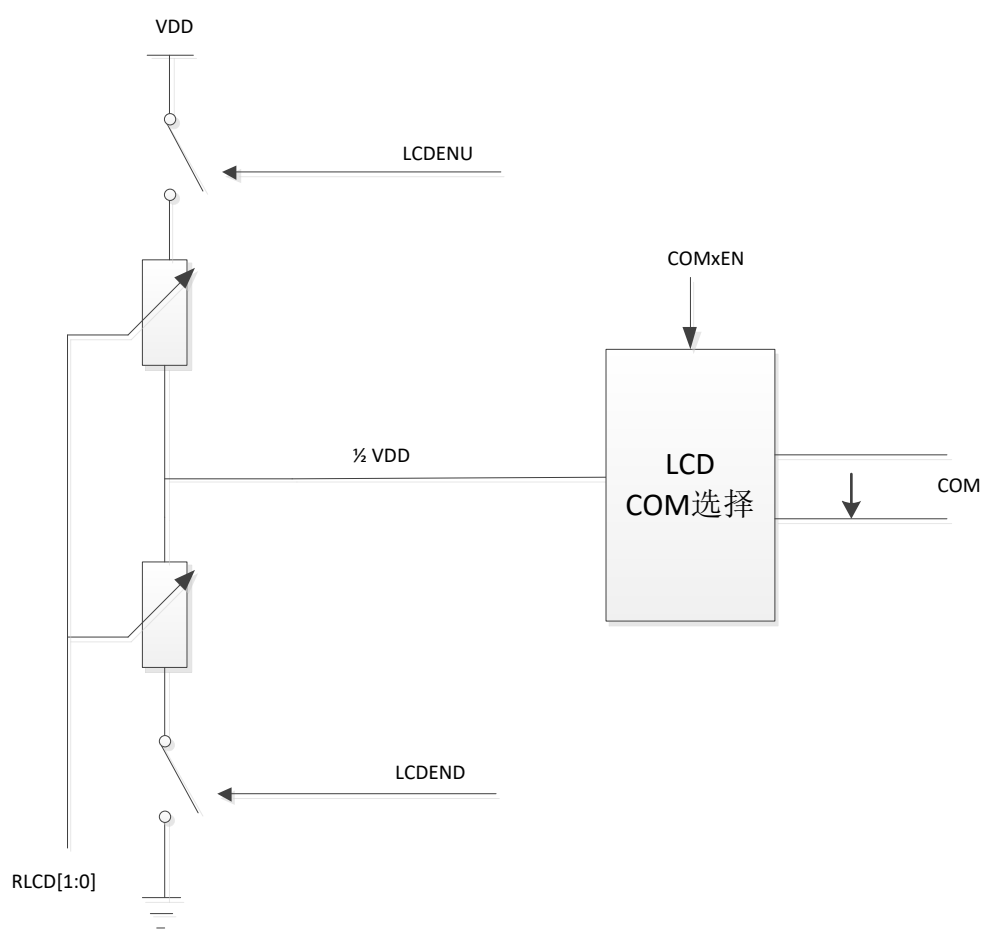 VDD
LCDENU
COMxEN
½ VDD
LCD
COM选择
COM
LCDEND
RLCD[1:0]